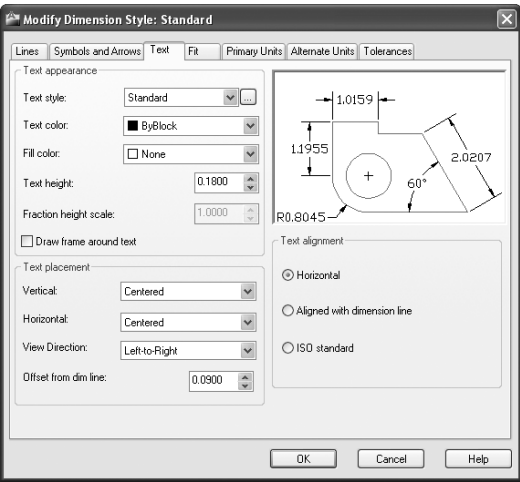 Modify Dimension Style: Standard
Lines Symbols and Arrows Text Fit Primary Units Alternate Units Tolerances
Text appearance
Text style: Standard ...
Text color: ByBlock
Fill color: None
Text height: 0.1800
Fraction height scale: 1.0000
Draw frame around text
Text placement
Vertical: Centered
Horizontal: Centered
View Direction: Left-to-Right
Offset from dim line: 0.0900
1.0159
1.1955
2.0207
60°
R0.8045
Text alignment
Horizontal
Aligned with dimension line
ISO standard
OK Cancel Help